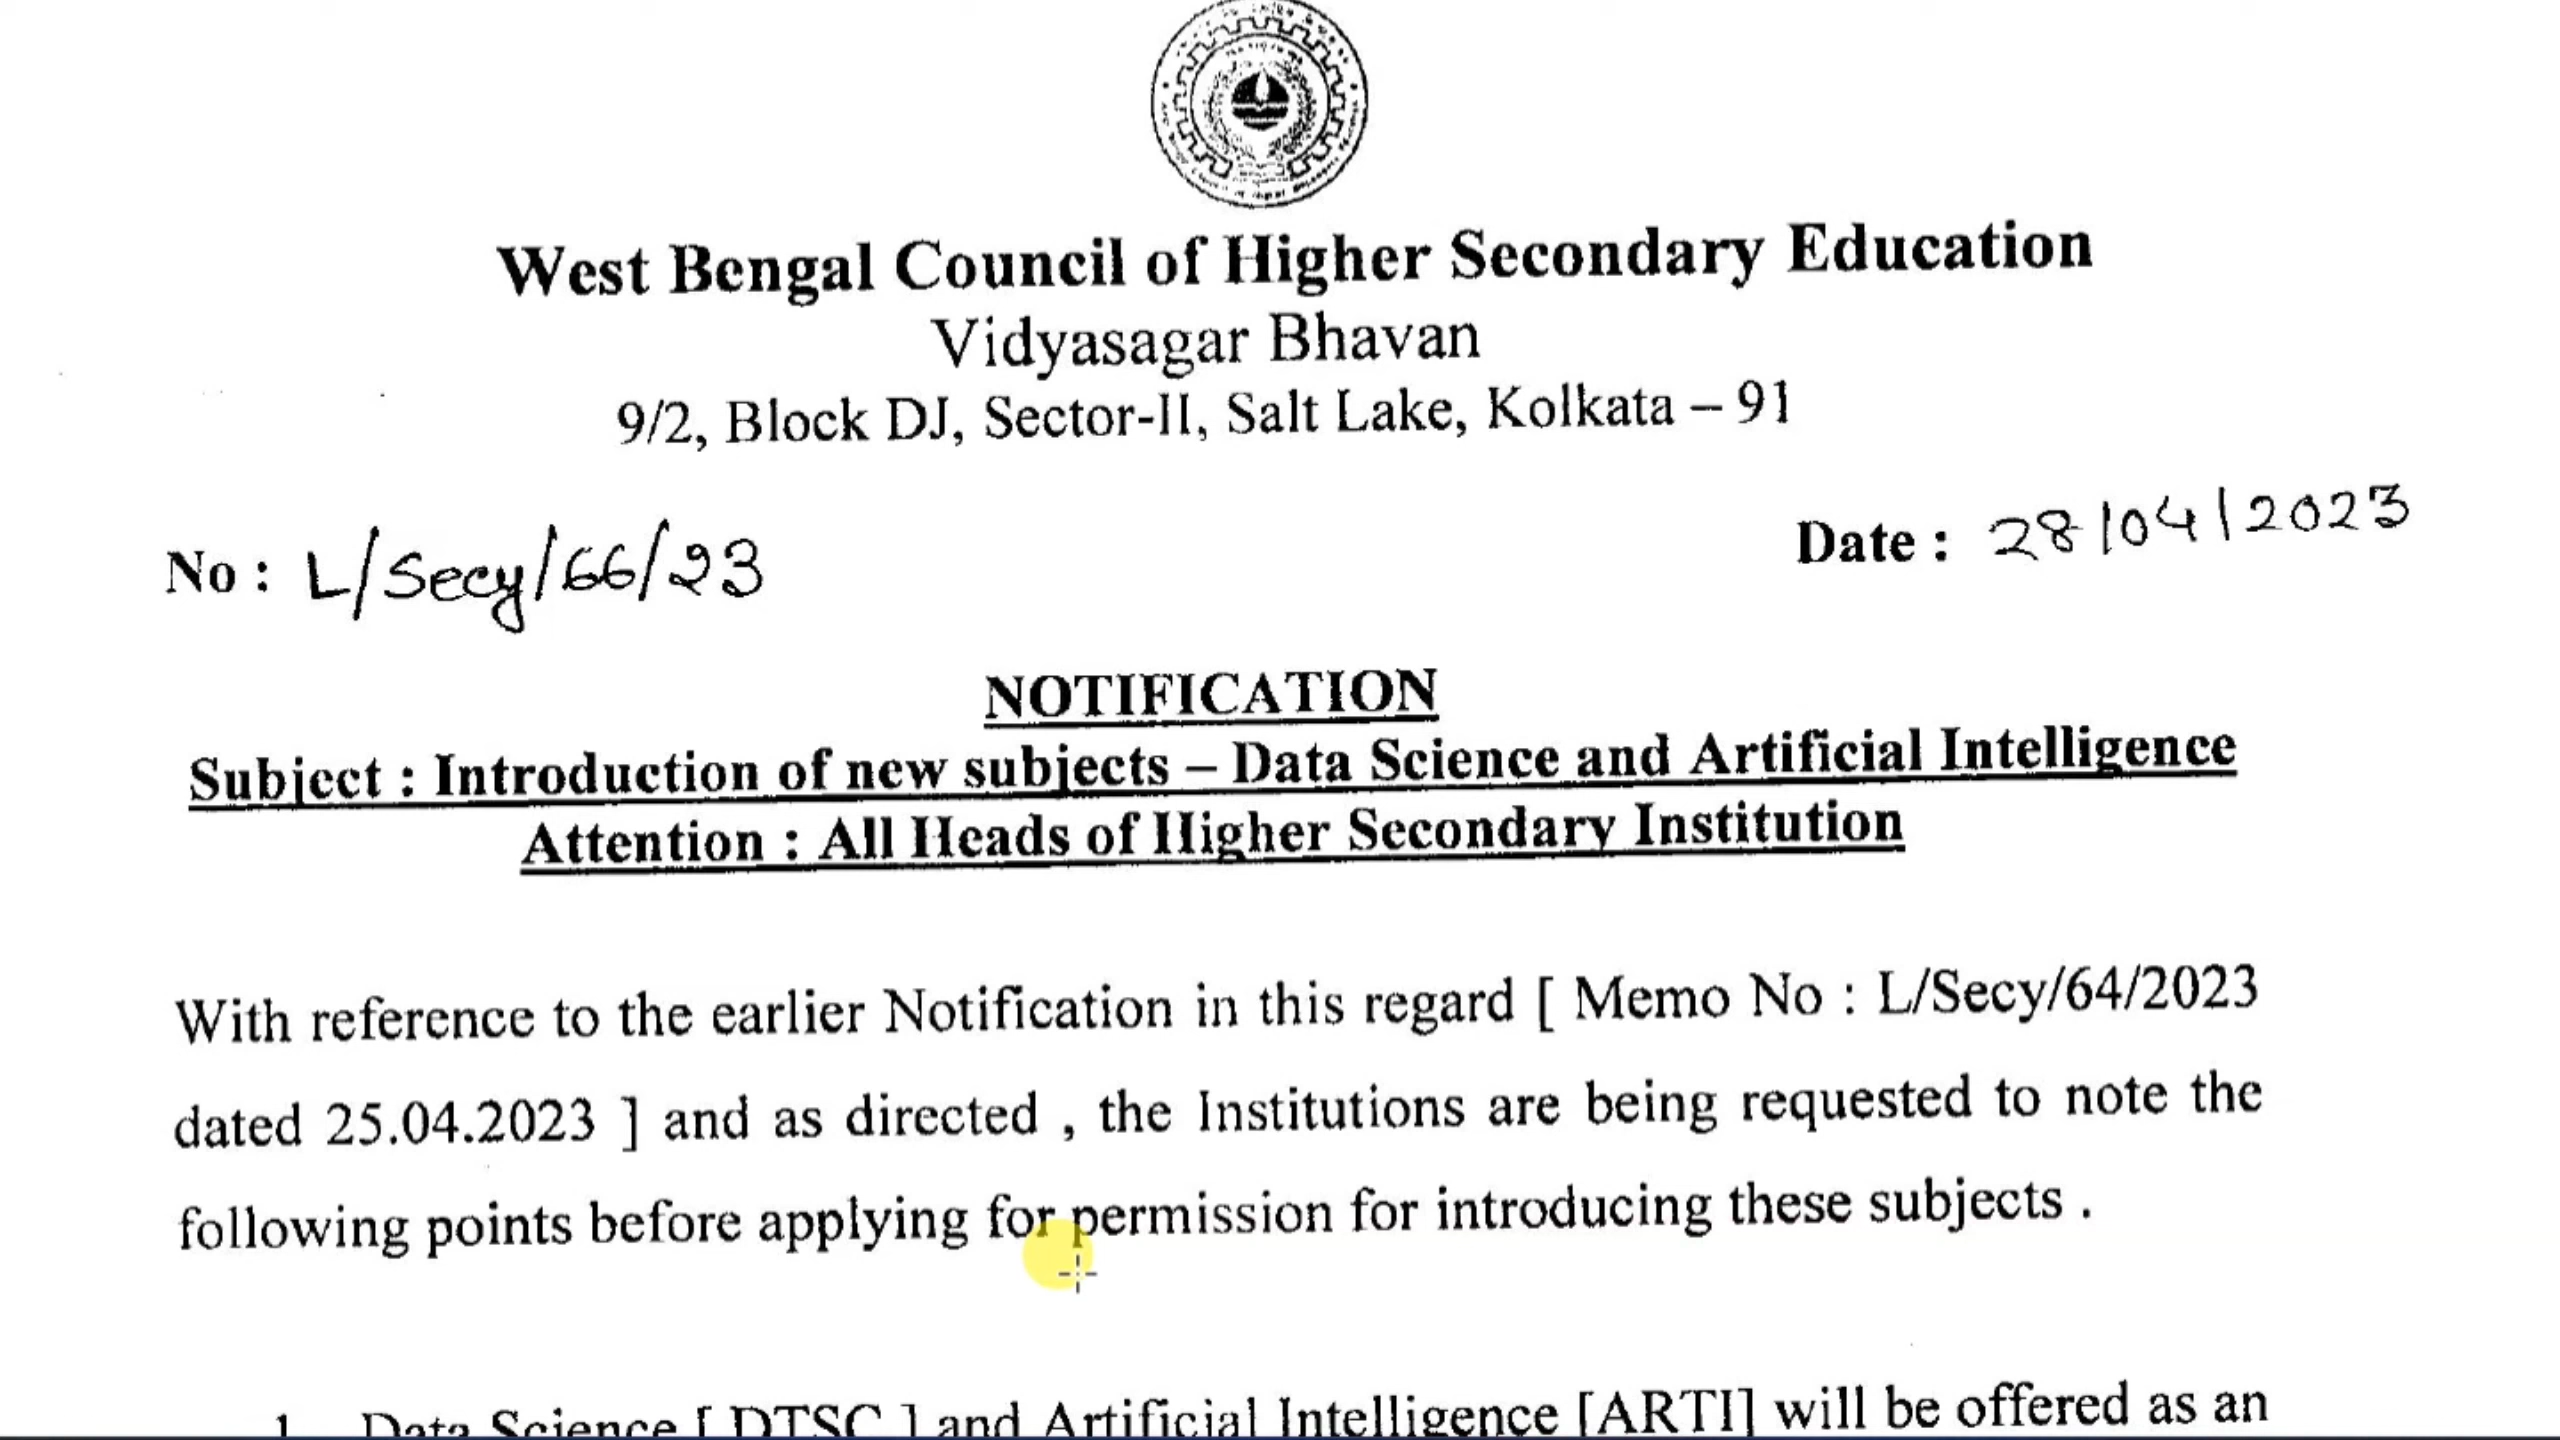 West Bengal Council of Higher Secondary Education
Vidyasagar Bhavan
9/2, Block DJ, Sector-II, Salt Lake, Kolkata – 91
No : L/Secy/66/23
Date : 28/04/2023
NOTIFICATION
Subject : Introduction of new subjects – Data Science and Artificial Intelligence
Attention : All Heads of Higher Secondary Institution
With reference to the earlier Notification in this regard [ Memo No : L/Secy/64/2023
dated 25.04.2023 ] and as directed , the Institutions are being requested to note the
following points before applying for permission for introducing these subjects .
1. Data Science [ DTSC ] and Artificial Intelligence [ARTI] will be offered as an